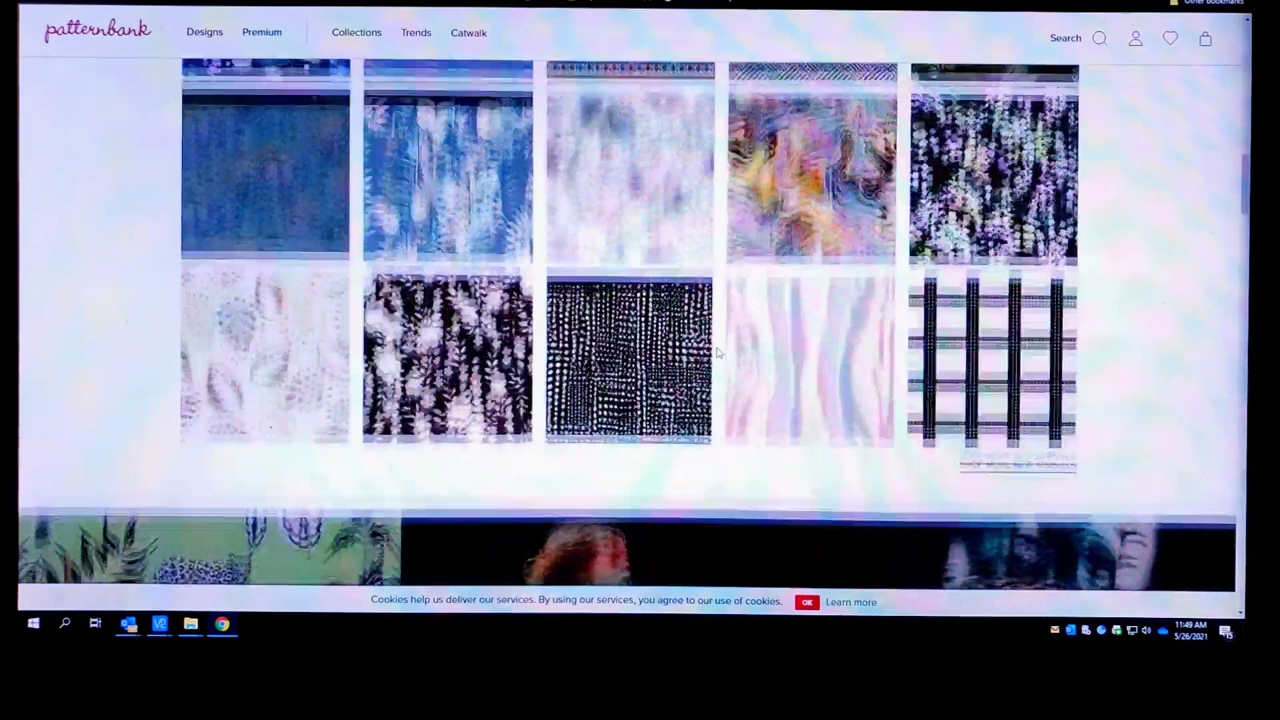 patternbank
Designs Premium Collections Trends Catwalk Search
Cookies help us deliver our services. By using our services, you agree to our use of cookies. OK Learn more
11:49 AM
5/26/2021